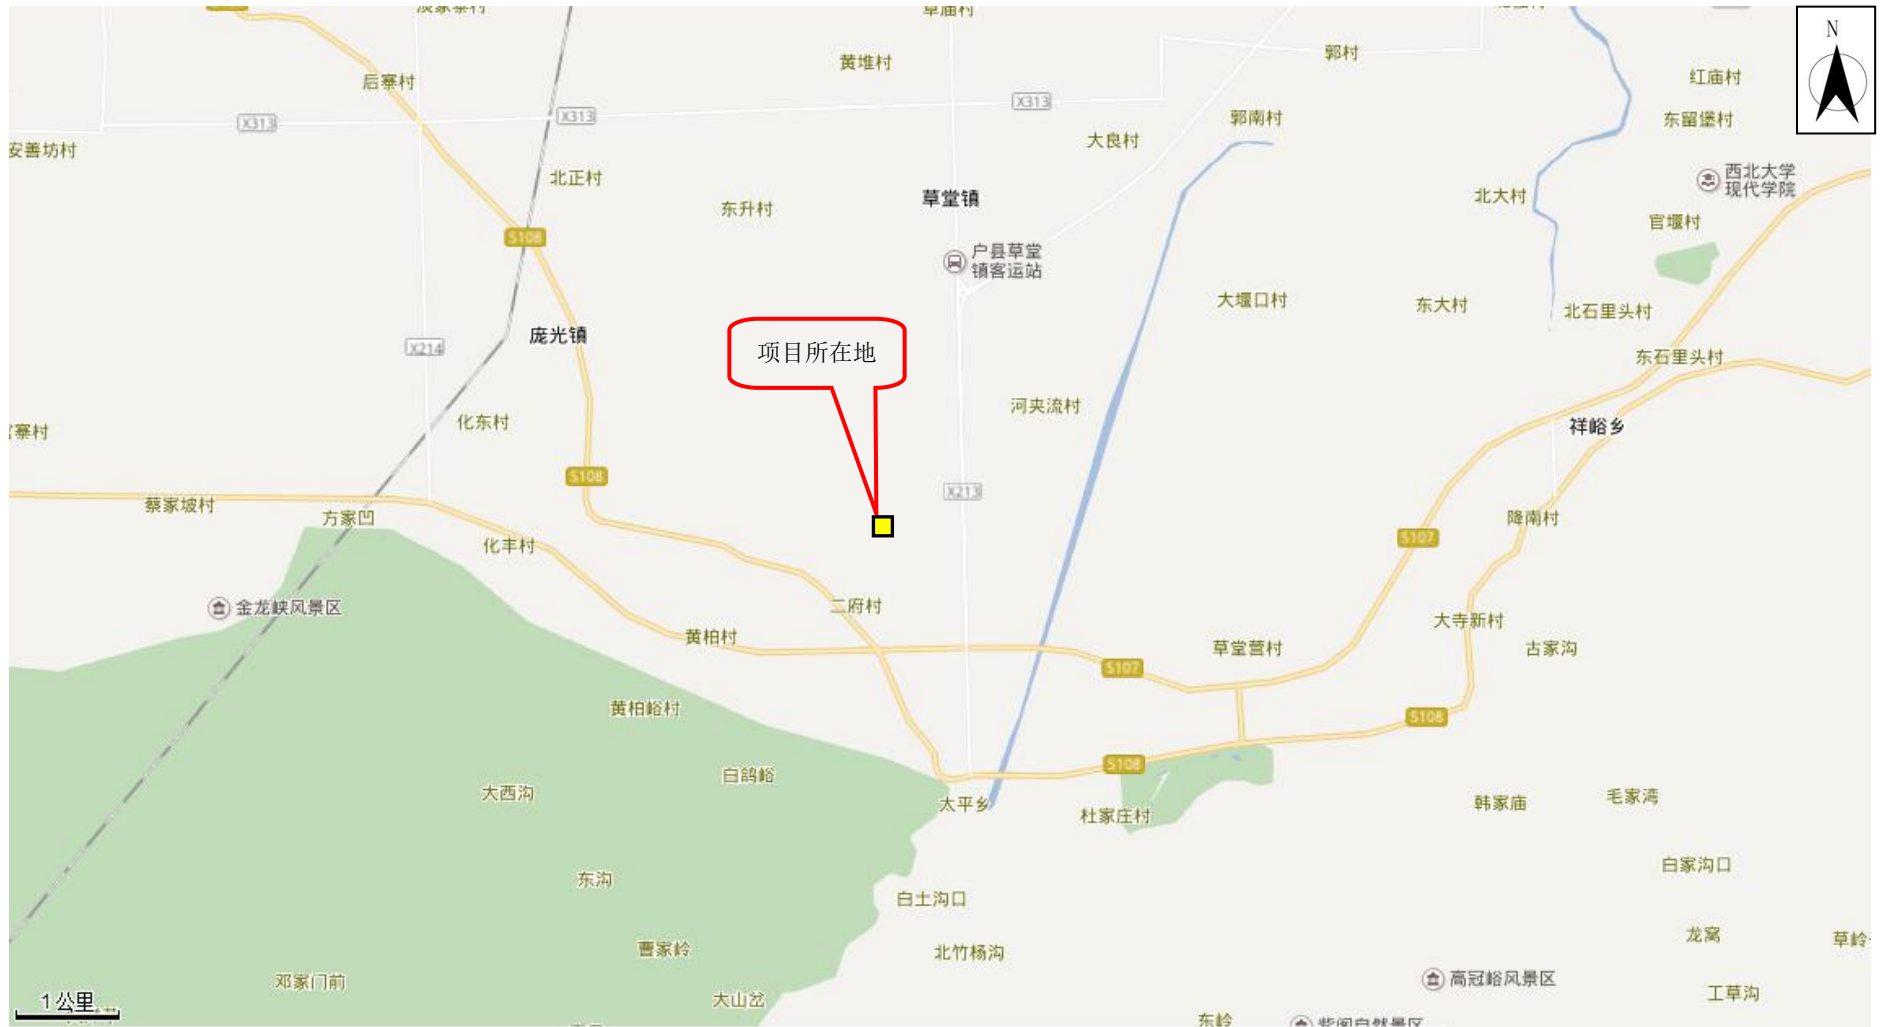 草庙村
N
郭村
黄堆村
红庙村
后寨村
X313
X313
X313
郭南村
东留堡村
大良村
安善坊村
西北大学
现代学院
北正村
北大村
草堂镇
东升村
官堰村
S108
户县草堂
镇客运站
大堰口村
东大村
北石里头村
庞光镇
X214
项目所在地
东石里头村
河夹流村
化东村
祥峪乡
寨村
S108
X213
蔡家坡村
方家凹
降南村
S107
化丰村
金龙峡风景区
二府村
大寺新村
黄柏村
草堂营村
古家沟
S107
黄柏峪村
S108
S108
白鸽峪
大西沟
太平乡
杜家庄村
韩家庙
毛家湾
白家沟口
东沟
白土沟口
龙窝
草岭
曹家岭
北竹杨沟
高冠峪风景区
邓家门前
工草沟
1公里
大山岔
东岭
紫阁自然景区